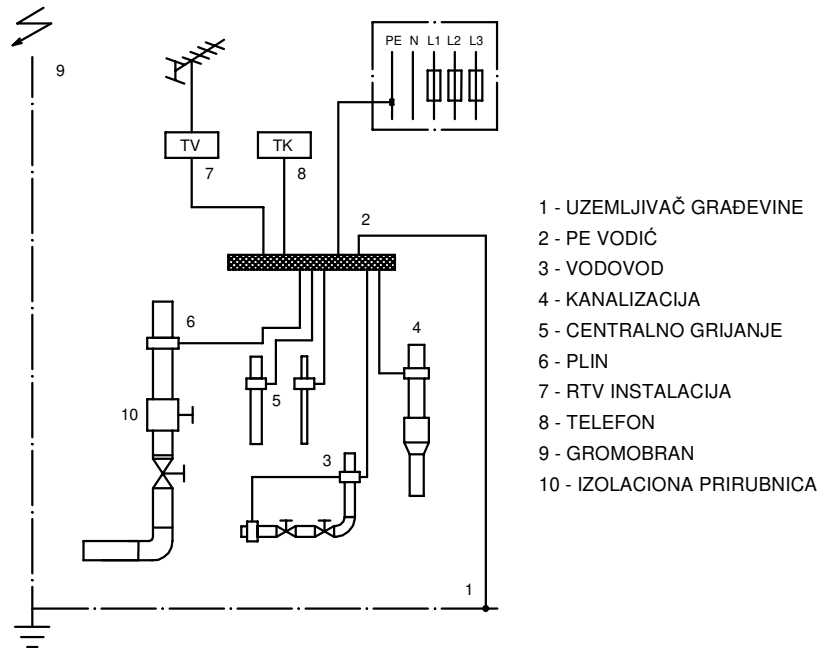 9
PE N L1 L2 L3
TV
TK
7
8
2
6
5
4
10
3
1
1 - UZEMLJIVAČ GRAĐEVINE
2 - PE VODIĆ
3 - VODOVOD
4 - KANALIZACIJA
5 - CENTRALNO GRIJANJE
6 - PLIN
7 - RTV INSTALACIJA
8 - TELEFON
9 - GROMOBRAN
10 - IZOLACIONA PRIRUBNICA